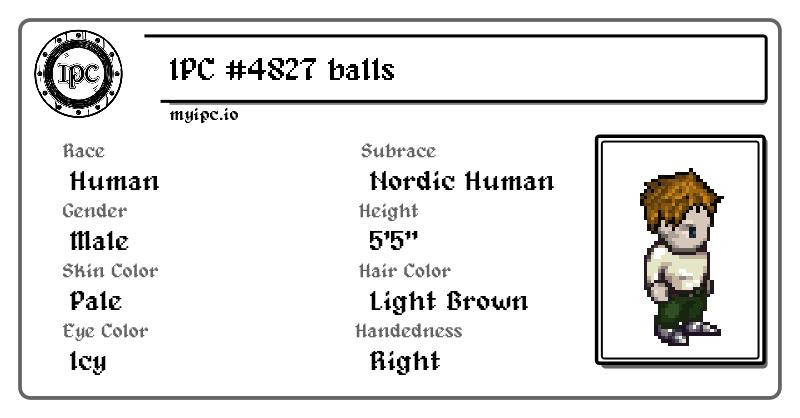 IPC
IPC #4827 balls
myipc.io
Race
Human
Subrace
Nordic Human
Gender
Male
Height
5'5"
Skin Color
Pale
Hair Color
Light Brown
Eye Color
Icy
Handedness
Right